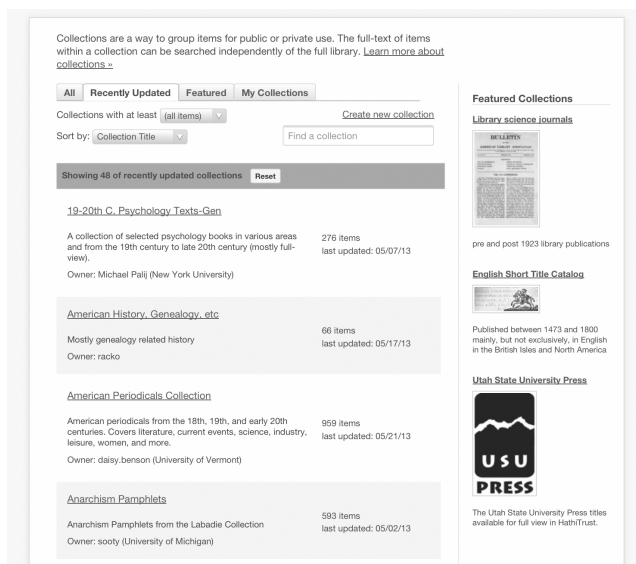 Collections are a way to group items for public or private use. The full-text of items
within a collection can be searched independently of the full library. Learn more about
collections »
All
Recently Updated
Featured
My Collections
Collections with at least (all items)
Create new collection
Sort by: Collection Title
Find a collection
Showing 48 of recently updated collections Reset
19-20th C. Psychology Texts-Gen
A collection of selected psychology books in various areas
and from the 19th century to late 20th century (mostly full-
view).
Owner: Michael Palij (New York University)
276 items
last updated: 05/07/13
American History, Genealogy, etc
Mostly genealogy related history
Owner: racko
66 items
last updated: 05/17/13
American Periodicals Collection
American periodicals from the 18th, 19th, and early 20th
centuries. Covers literature, current events, science, industry,
leisure, women, and more.
Owner: daisy.benson (University of Vermont)
959 items
last updated: 05/21/13
Anarchism Pamphlets
Anarchism Pamphlets from the Labadie Collection
Owner: sooty (University of Michigan)
593 items
last updated: 05/02/13
Featured Collections
Library science journals
BULLETIN
AMERICAN LIBRARY ASSOCIATION
pre and post 1923 library publications
English Short Title Catalog
Published between 1473 and 1800
mainly, but not exclusively, in English
in the British Isles and North America
Utah State University Press
USU
PRESS
The Utah State University Press titles
available for full view in HathiTrust.